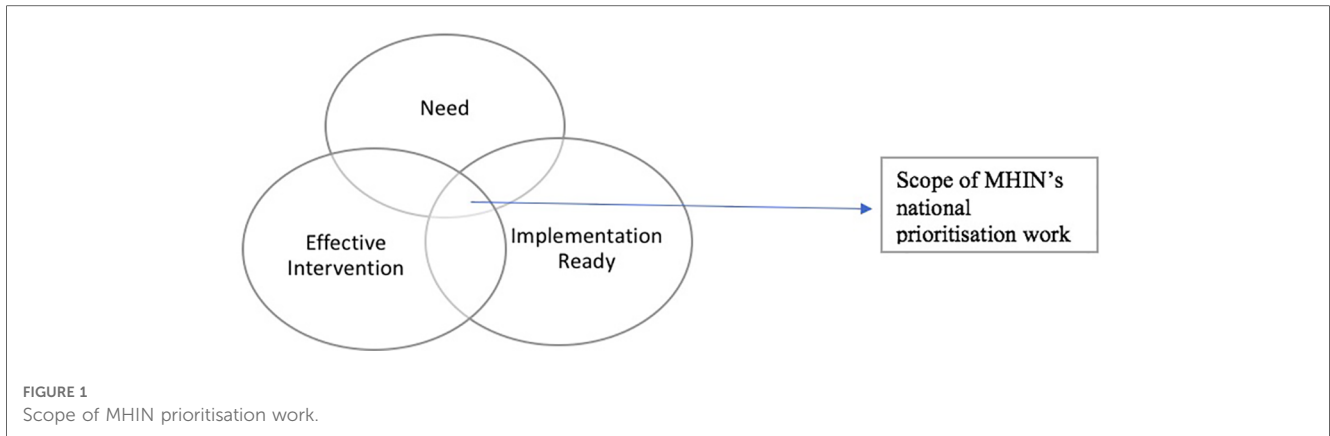 Need
Effective
Intervention
Implementation
Ready
Scope of MHIN’s
national
prioritisation work
FIGURE 1
Scope of MHIN prioritisation work.